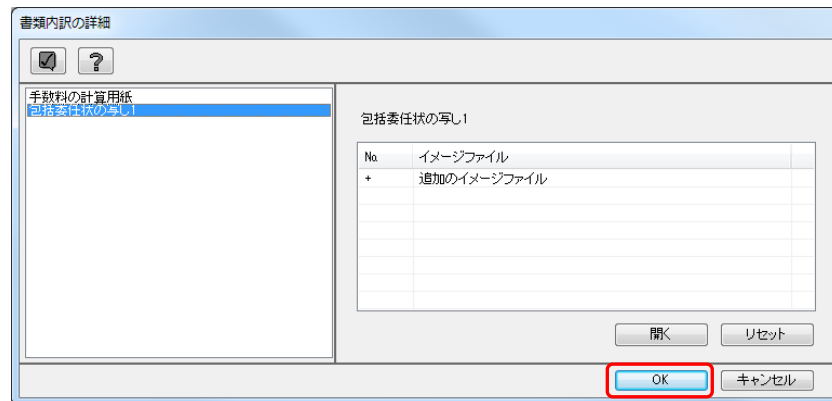 書類内訳の詳細
?
手数料の計算用紙
包括委任状の写し1
包括委任状の写し1
No. イメージファイル
+ 追加のイメージファイル
開く リセット
OK キャンセル